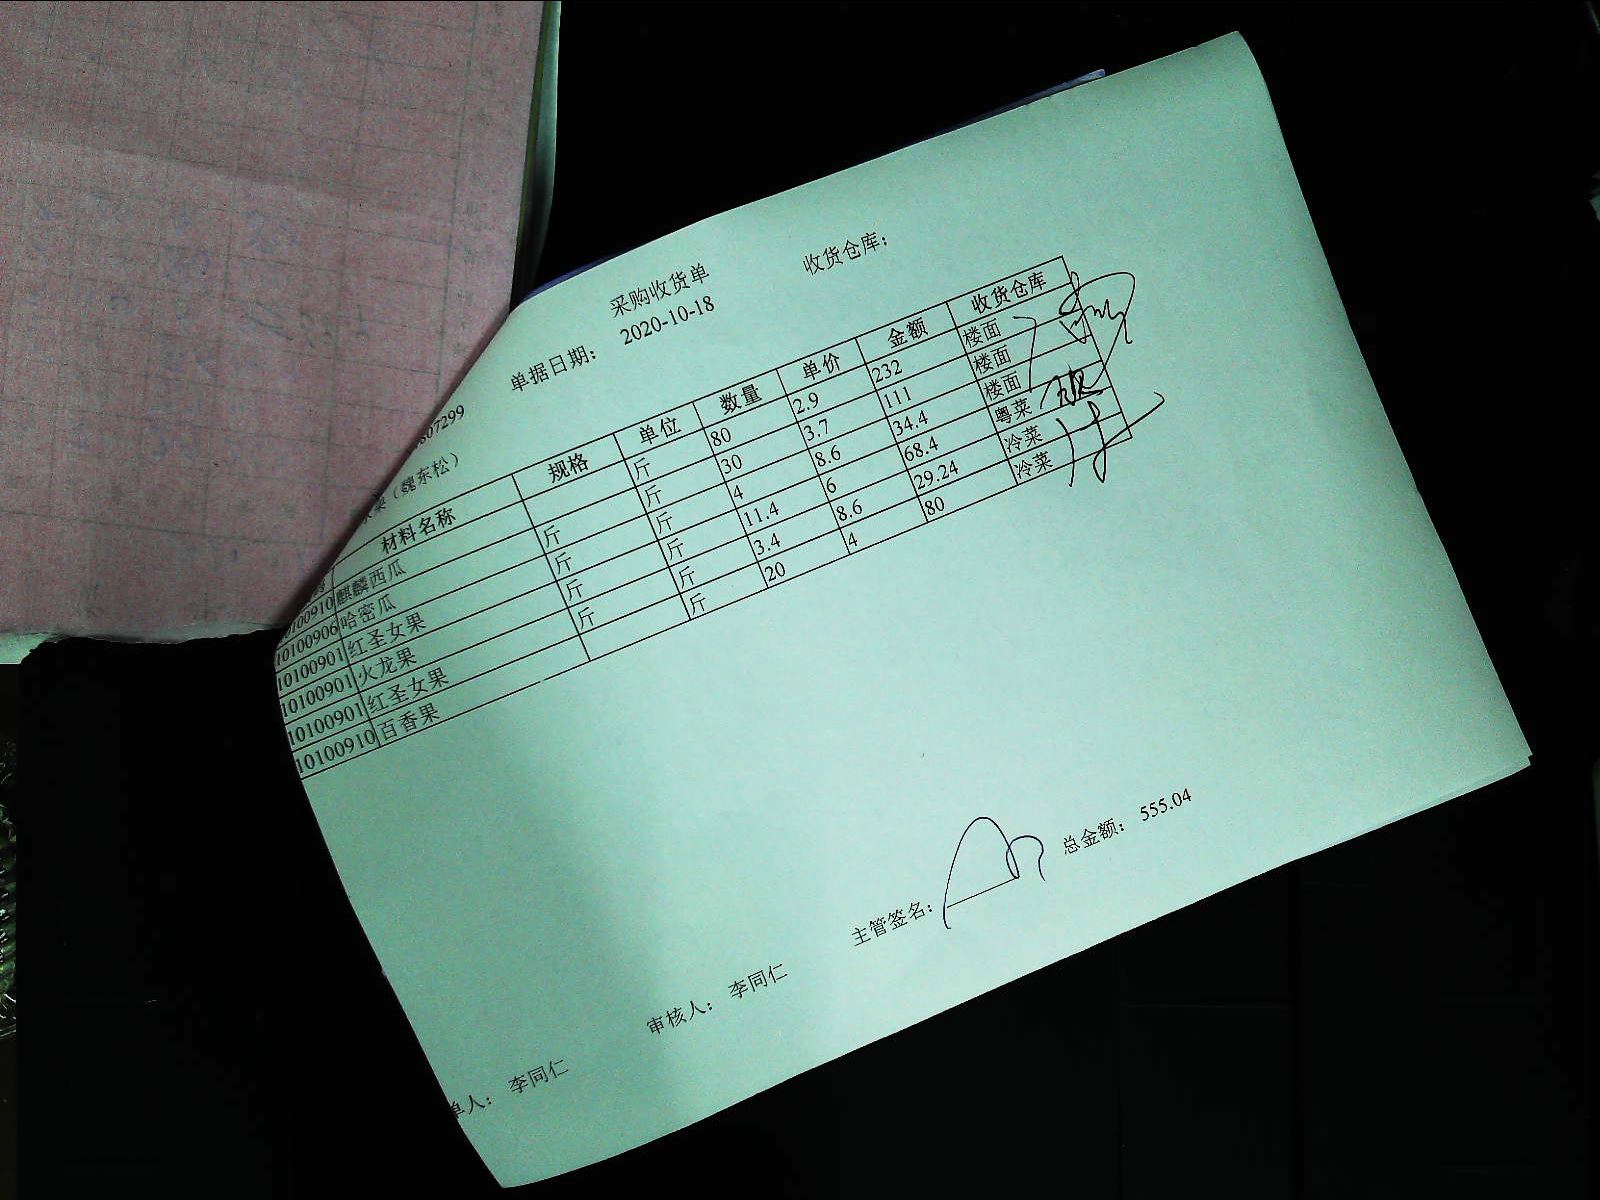 采购收货单
807299 单据日期： 2020-10-18 收货仓库：
（魏东松）
材料名称 规格 单位 数量 单价 金额 收货仓库
0100910 麒麟西瓜 斤 80 2.9 232 楼面
10100906 哈密瓜 斤 斤 30 3.7 111 楼面
10100901 红圣女果 斤 斤 4 8.6 34.4 楼面
10100901 火龙果 斤 斤 11.4 6 68.4 粤菜
10100901 红圣女果 斤 斤 3.4 8.6 29.24 冷菜
10100910 百香果 斤 20 4 80 冷菜
单人： 李同仁 审核人： 李同仁 主管签名： 总金额： 555.04